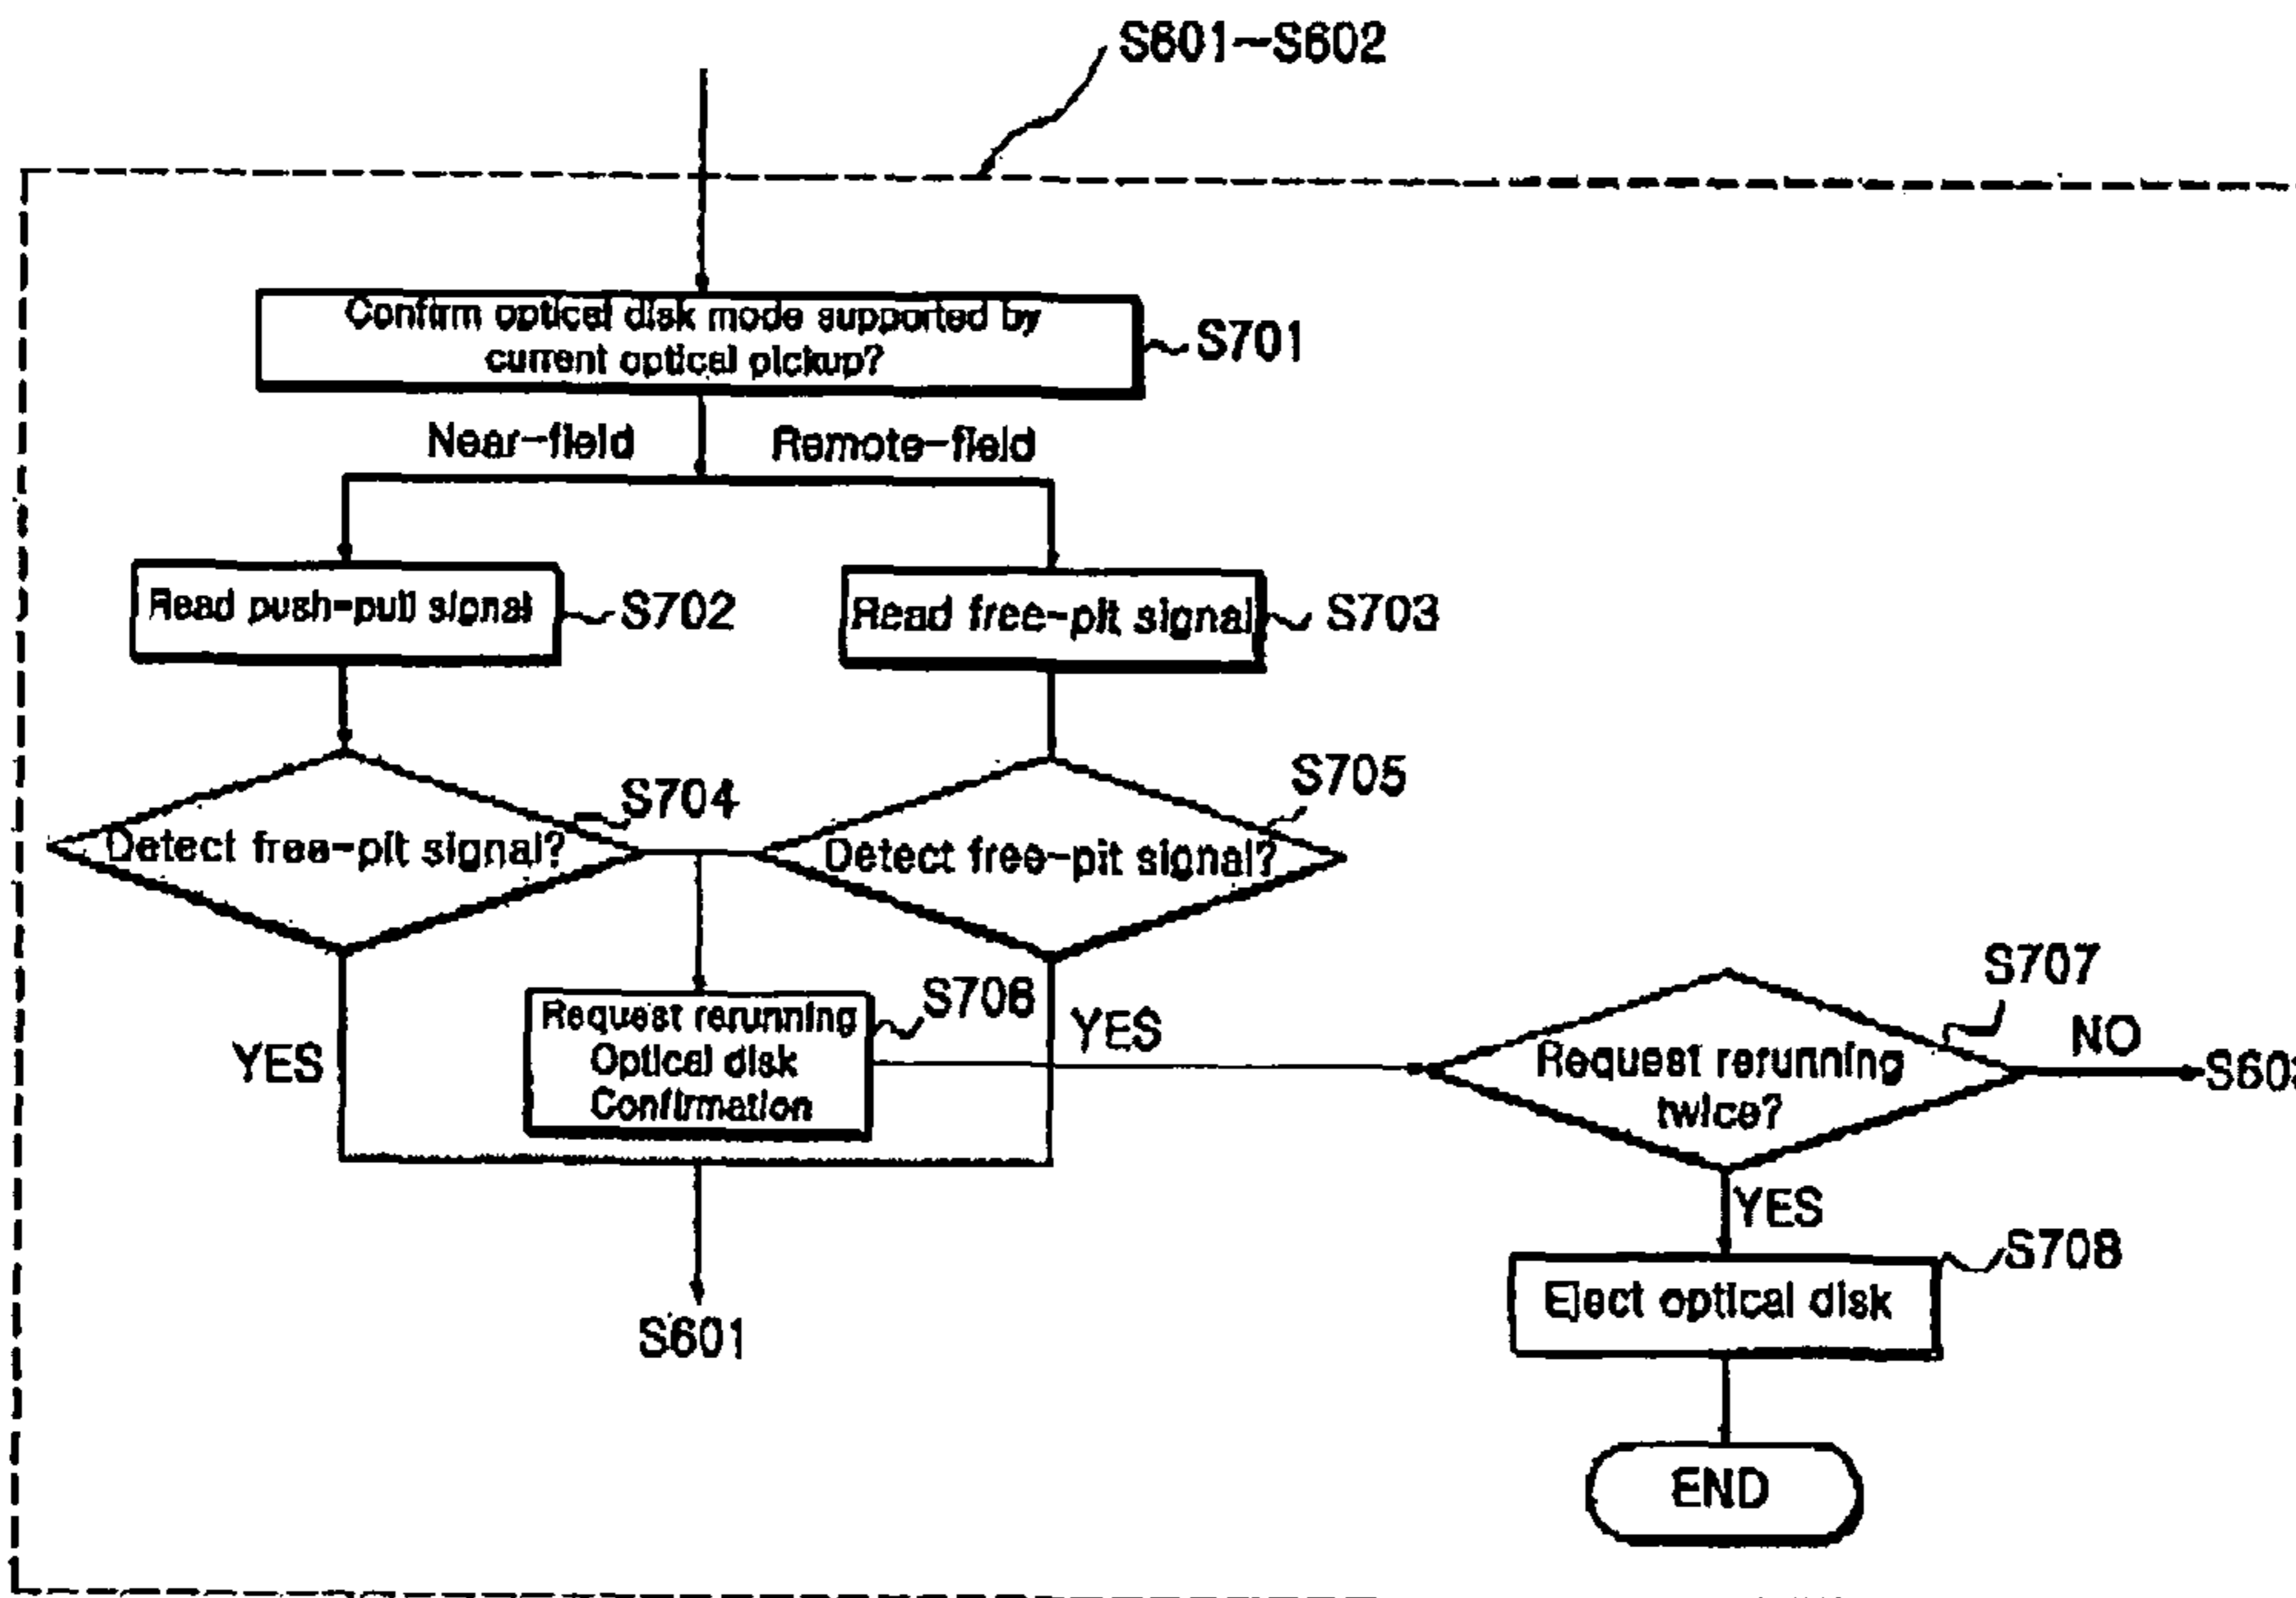 S601~S602
Confirm optical disk mode supported by
current optical pickup?
S701
Near-field
Remote-field
Read push-pull signal
S702
Read free-pit signal
S703
Detect free-pit signal?
S704
Detect free-pit signal?
S705
Request rerunning
Optical disk
Confirmation
S706
YES
YES
Request rerunning
twice?
S707
NO
YES
S601
Eject optical disk
S708
END